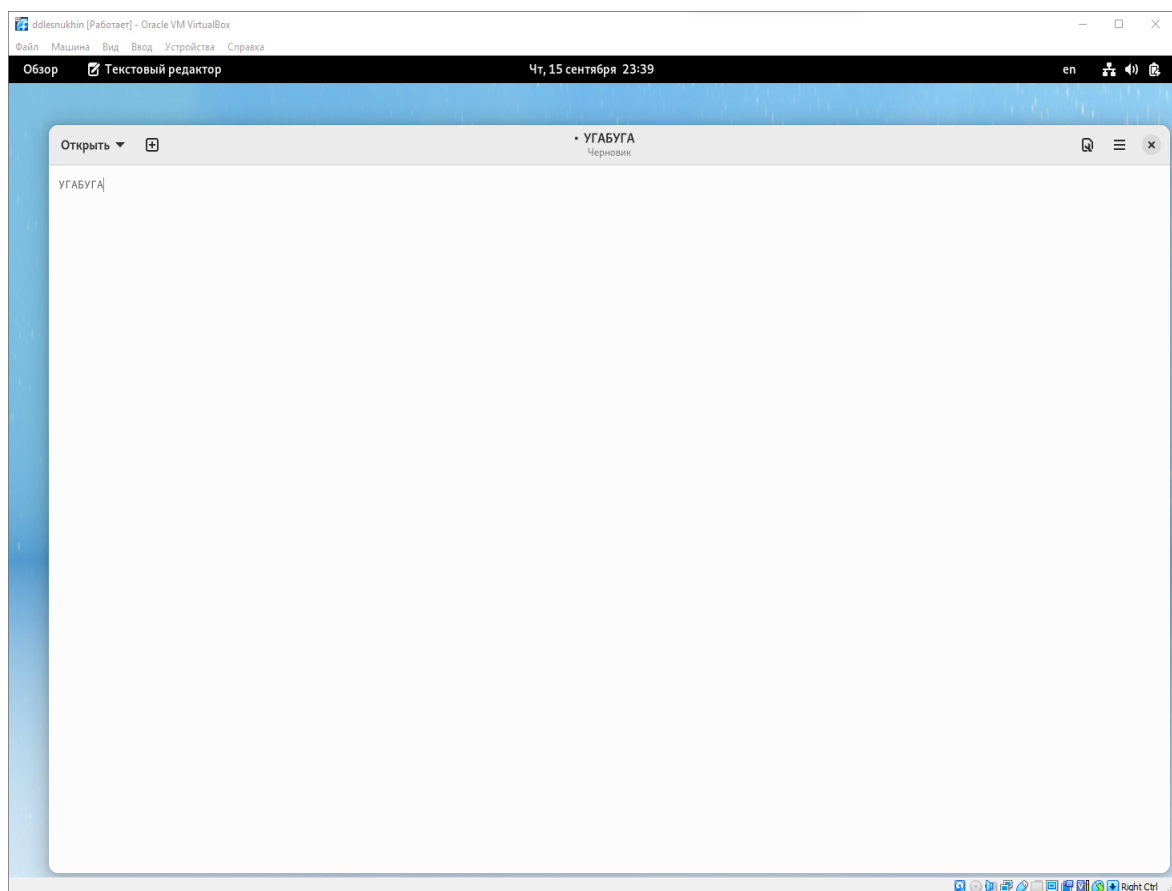 ddlesnukhin [Работает] - Oracle VM VirtualBox
Файл Машина Вид Ввод Устройства Справка
Обзор Текстовый редактор Чт, 15 сентября 23:39 en
Открыть • УГАБУГА
Черновик
УГАБУГА
Right Ctrl